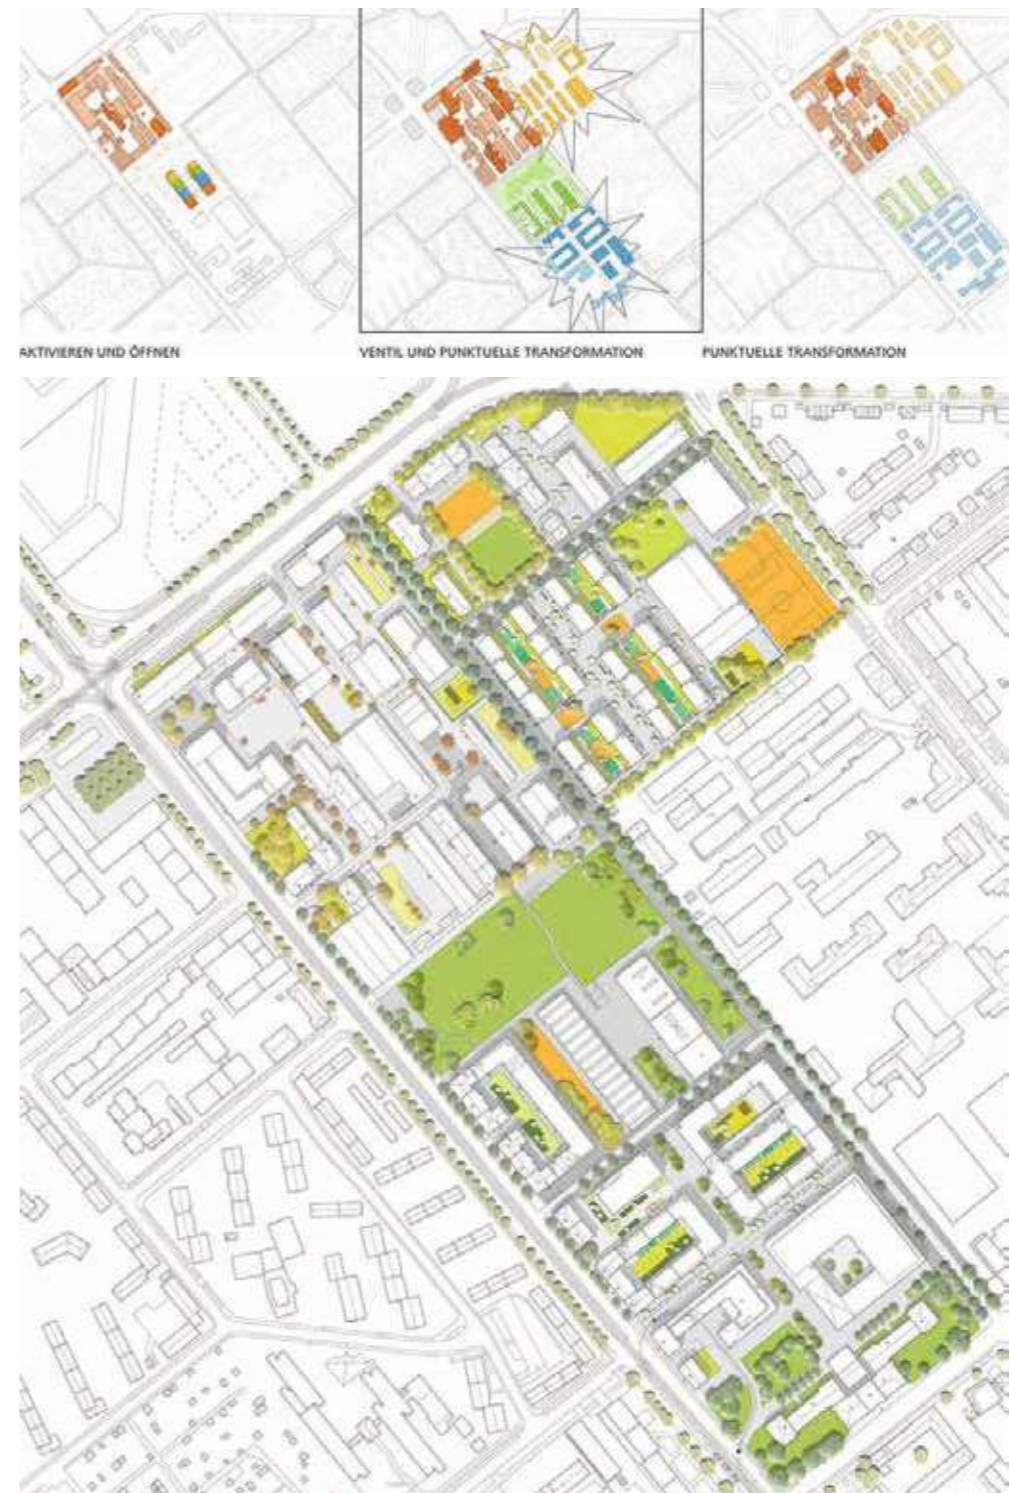 AKTIVIEREN UND ÖFFNEN
VENTIL UND PUNKTUELLE TRANSFORMATION
PUNKTUELLE TRANSFORMATION